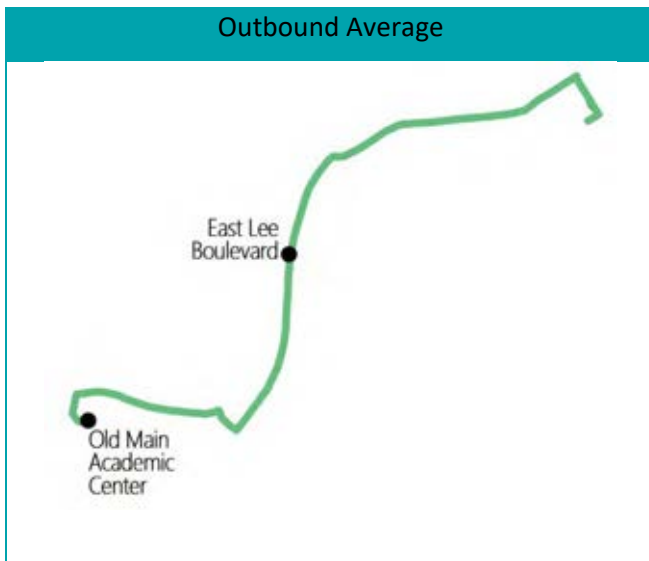 Outbound Average
East Lee
Boulevard
Old Main
Academic
Center